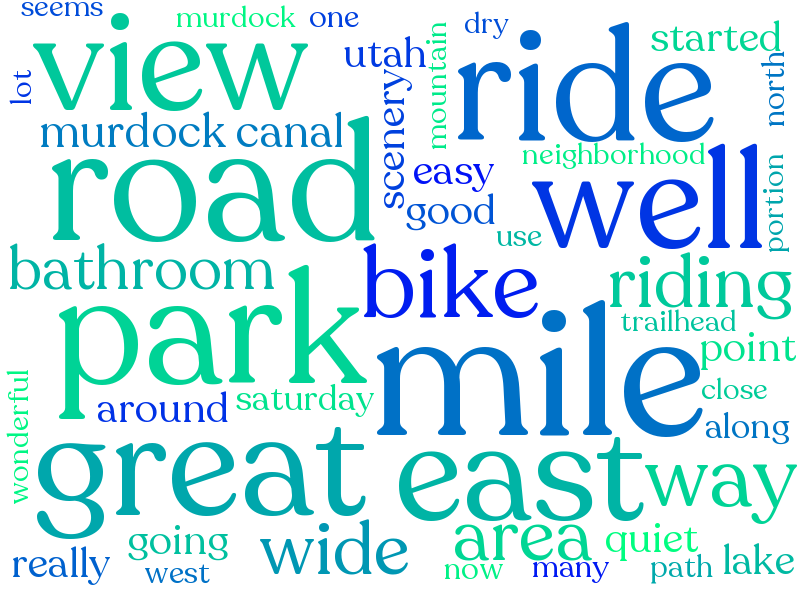 seems
murdock
one
dry
view
utah
mountain
ride
started
lot
scenery
north
murdock canal
neighborhood
road
easy
well
portion
good
use
bathroom
bike
riding
park
mile
trailhead
point
wonderful
around
saturday
close
along
great
east
way
going
wide
area
quiet
really
west
now
many
path
lake